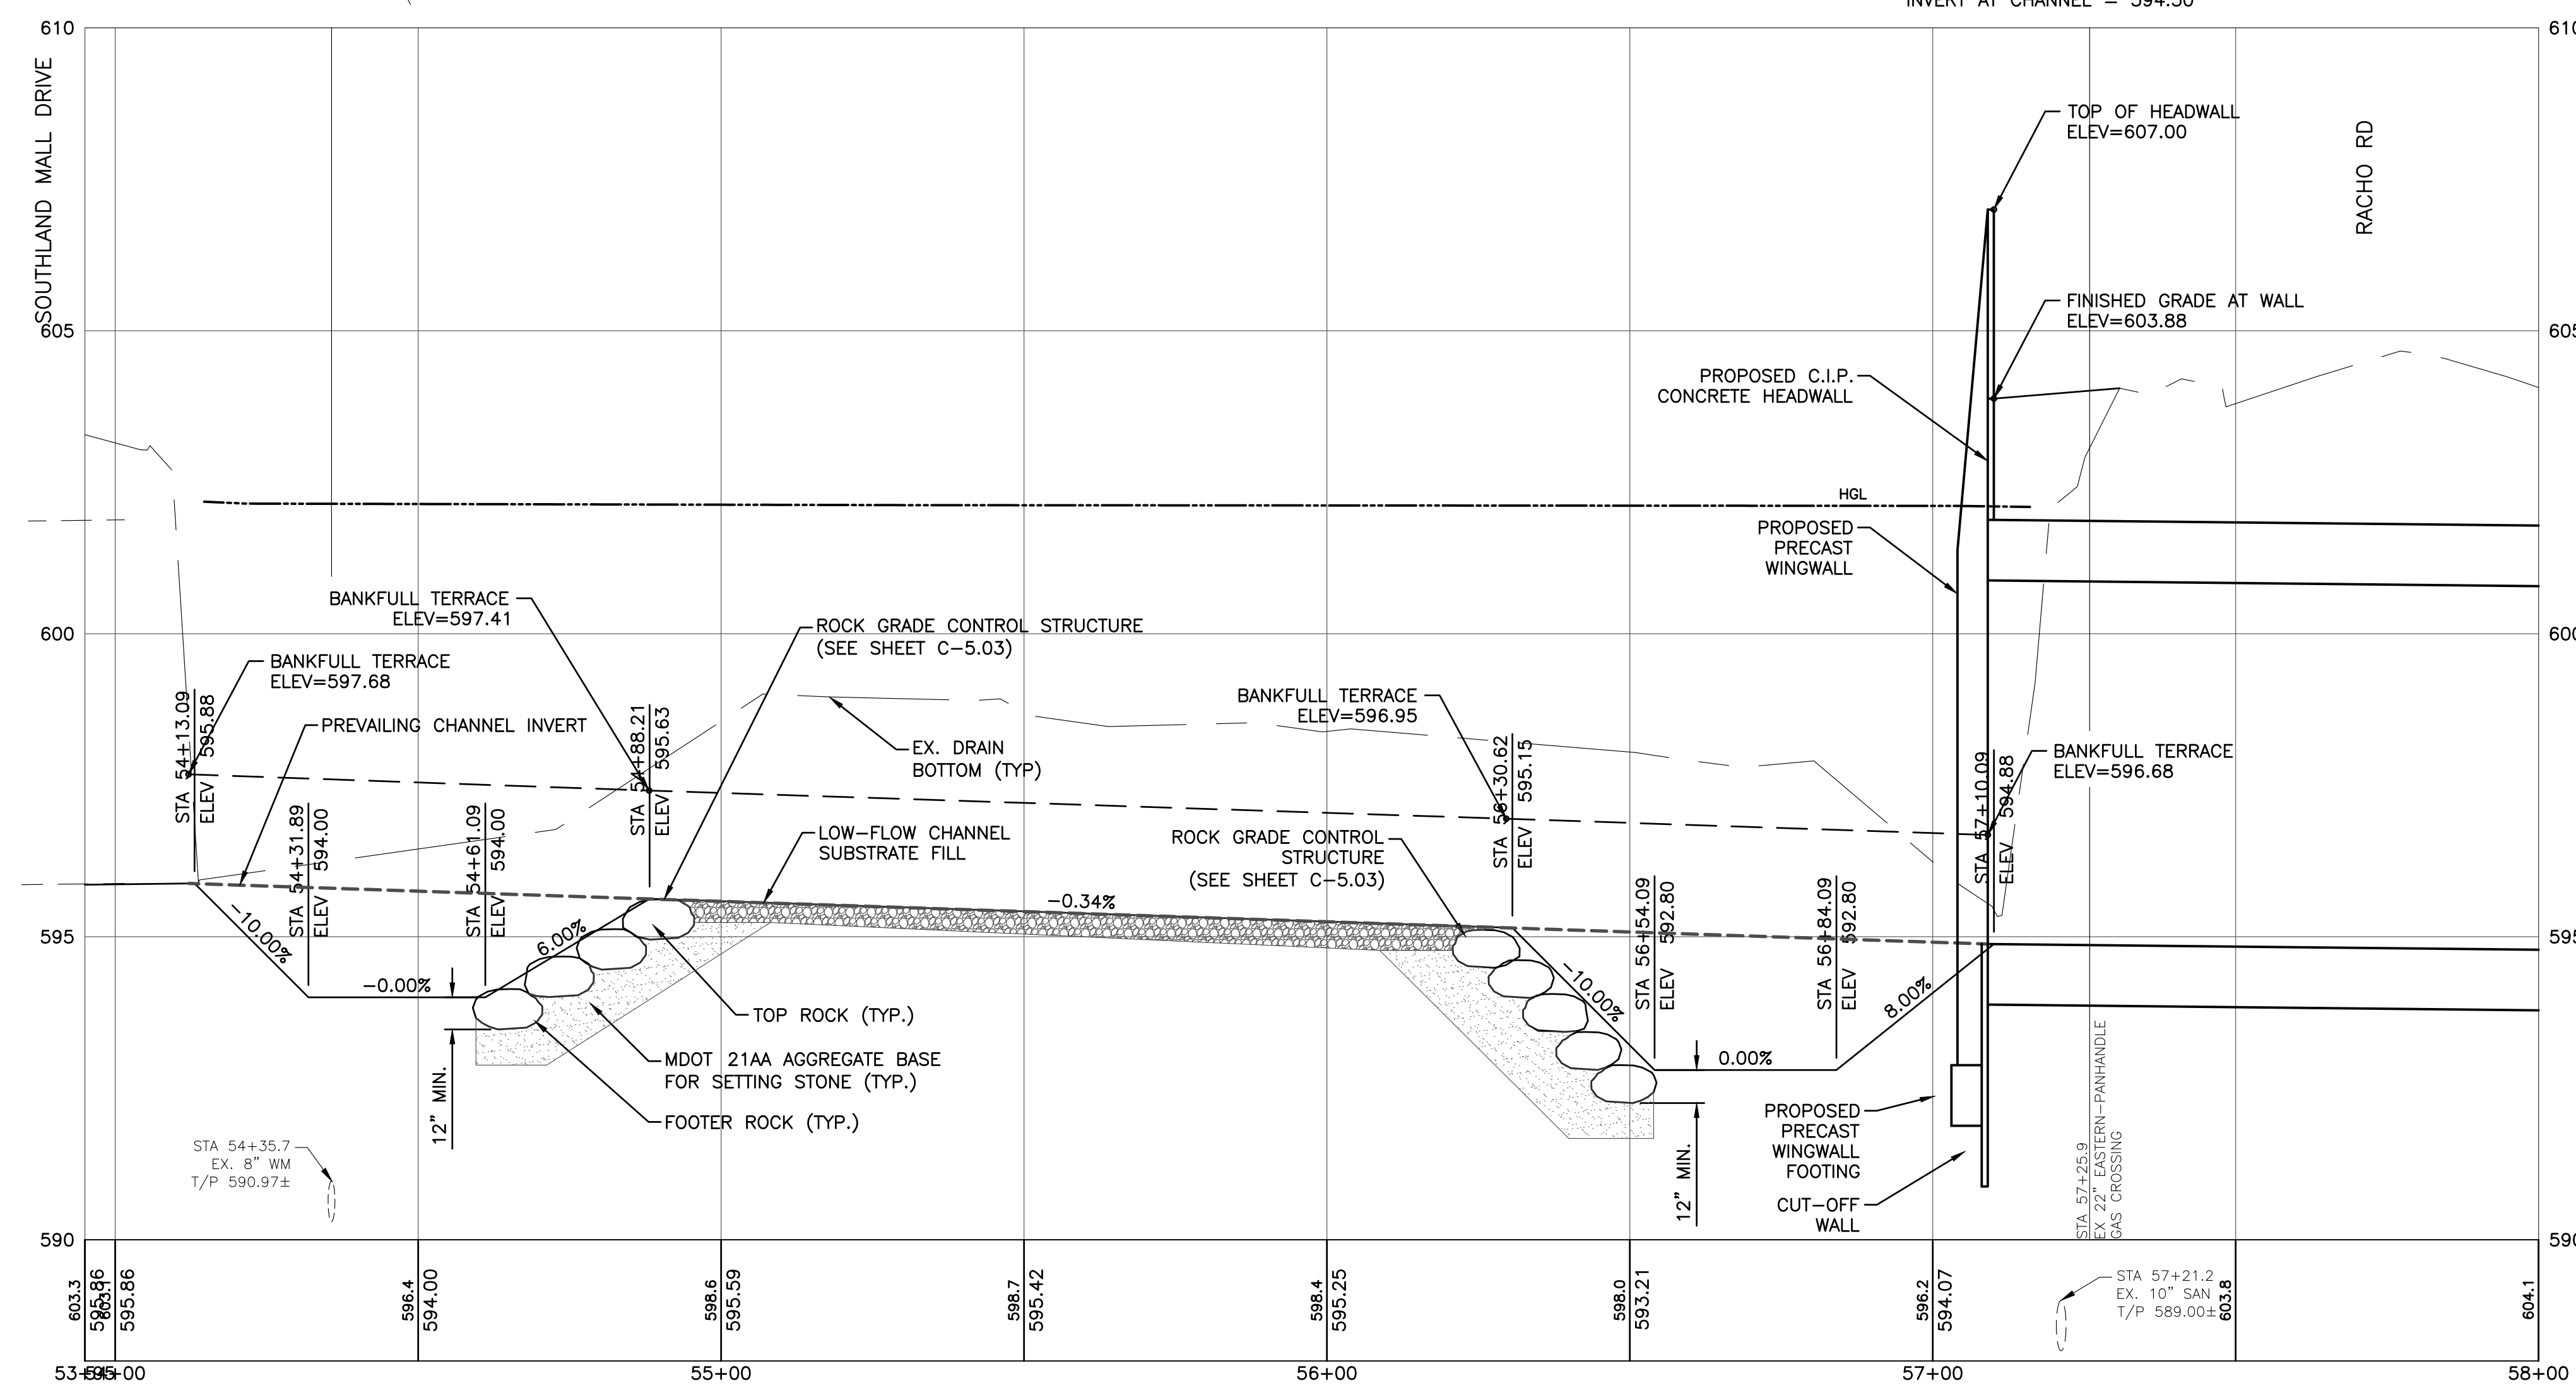 INVERT AT CHANNEL = 594.50
610
610
SOUTHLAND MALL DRIVE
TOP OF HEADWALL
ELEV=607.00
RACHO RD
605
605
FINISHED GRADE AT WALL
ELEV=603.88
PROPOSED C.I.P.
CONCRETE HEADWALL
HGL
PROPOSED
PRECAST
WINGWALL
600
600
BANKFULL TERRACE
ELEV=597.41
ROCK GRADE CONTROL STRUCTURE
(SEE SHEET C-5.03)
BANKFULL TERRACE
ELEV=597.68
PREVAILING CHANNEL INVERT
STA 54+13.09
ELEV 595.88
STA 54+31.89
ELEV 594.00
STA 54+61.09
ELEV 594.00
STA 54+88.21
ELEV 595.63
EX. DRAIN
BOTTOM (TYP)
LOW-FLOW CHANNEL
SUBSTRATE FILL
BANKFULL TERRACE
ELEV=596.95
ROCK GRADE CONTROL
STRUCTURE
(SEE SHEET C-5.03)
STA 56+30.62
ELEV 595.15
STA 56+54.09
ELEV 592.80
STA 56+84.09
ELEV 592.80
STA 57+10.09
ELEV 594.88
BANKFULL TERRACE
ELEV=596.68
595
595
-10.00%
-0.00%
6.00%
-0.34%
-10.00%
0.00%
8.00%
TOP ROCK (TYP.)
MDOT 21AA AGGREGATE BASE
FOR SETTING STONE (TYP.)
FOOTER ROCK (TYP.)
12" MIN.
12" MIN.
STA 54+35.7
EX. 8" WM
T/P 590.97±
PROPOSED
PRECAST
WINGWALL
FOOTING
CUT-OFF
WALL
STA 57+25.9
EX 22" EASTERN-PANHANDLE
GAS CROSSING
590
590
STA 57+21.2
EX. 10" SAN
T/P 589.00±
603.3
595.86
603.1
595.86
596.4
594.00
598.6
595.59
598.7
595.42
598.4
595.25
598.0
593.21
596.2
594.07
603.8
604.1
53+95
54+00
55+00
56+00
57+00
58+00